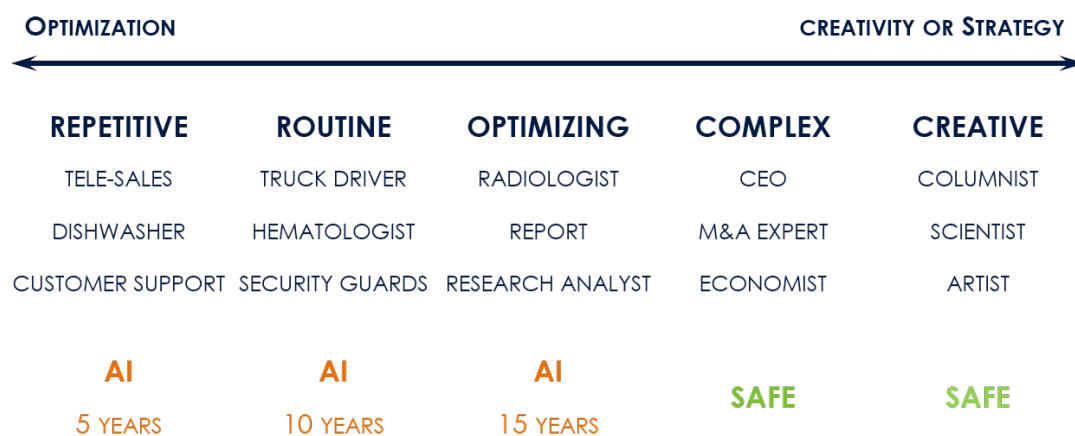 OPTIMIZATION CREATIVITY OR STRATEGY
REPETITIVE ROUTINE OPTIMIZING COMPLEX CREATIVE
TELE-SALES TRUCK DRIVER RADIOLOGIST CEO COLUMNIST
DISHWASHER HEMATOLOGIST REPORT M&A EXPERT SCIENTIST
CUSTOMER SUPPORT SECURITY GUARDS RESEARCH ANALYST ECONOMIST ARTIST
AI AI AI SAFE SAFE
5 YEARS 10 YEARS 15 YEARS